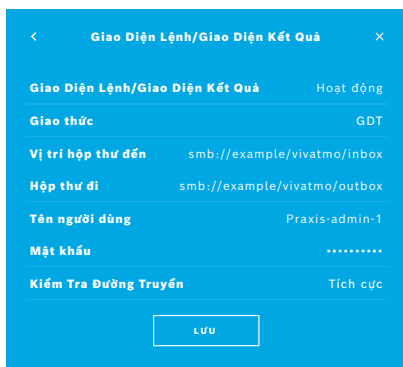 Giao Diện Lệnh/Giao Diện Kết Quả
Giao Diện Lệnh/Giao Diện Kết Quả Hoạt động
Giao thức GDT
Vị trí hộp thư đến smb://example/vivatmo/inbox
Hộp thư đi smb://example/vivatmo/outbox
Tên người dùng Praxis-admin-1
Mật khẩu ••••••••••
Kiểm Tra Đường Truyền Tích cực
LƯU